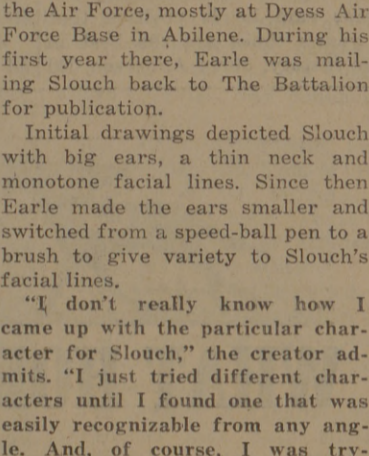 the Air Force, mostly at Dyess Air
Force Base in Abilene. During his
first year there, Earle was mail-
ing Slouch back to The Battalion
for publication.
Initial drawings depicted Slouch
with big ears, a thin neck and
monotone facial lines. Since then
Earle made the ears smaller and
switched from a speed-ball pen to a
brush to give variety to Slouch's
facial lines.
"I don't really know how I
came up with the particular char-
acter for Slouch," the creator ad-
mits. "I just tried different char-
acters until I found one that was
easily recognizable from any ang-
le. And, of course, I was try-